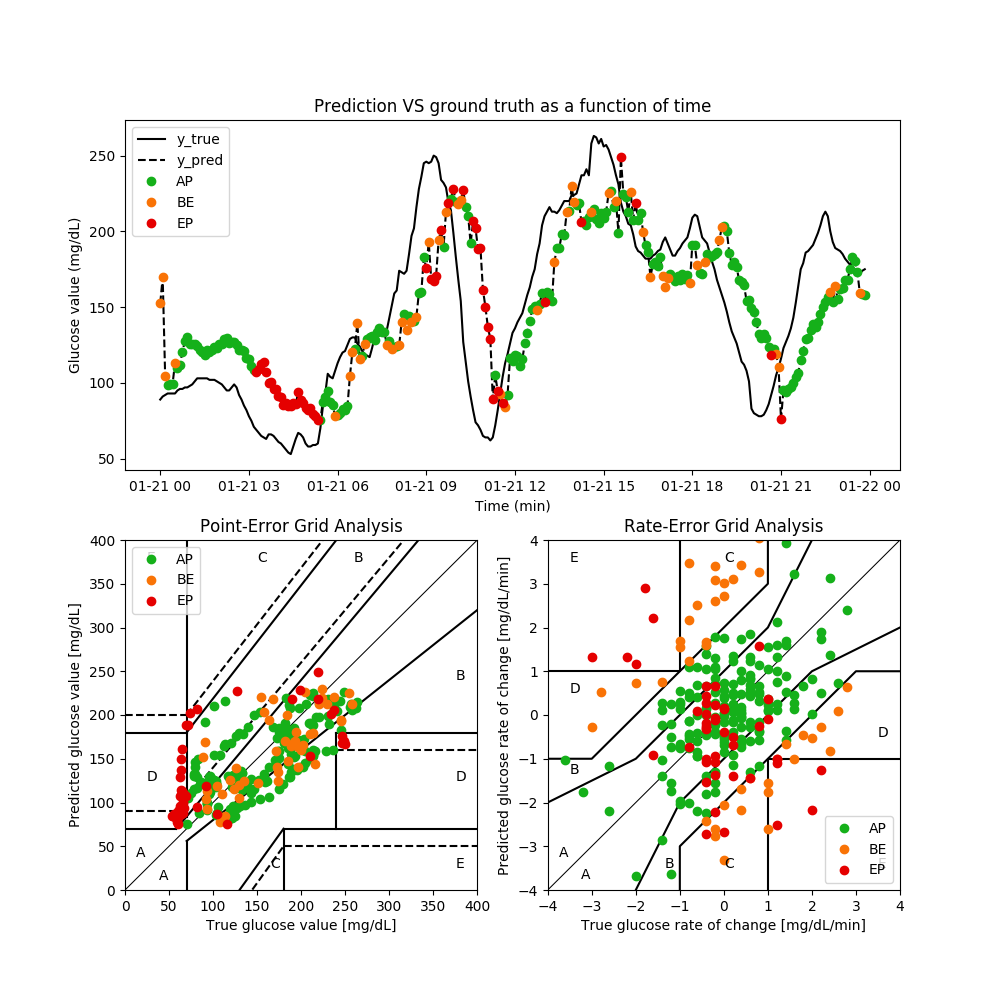 Prediction VS ground truth as a function of time
Glucose value (mg/dL)
250
200
150
100
50
y_true
y_pred
AP
BE
EP
01-21 00 01-21 03 01-21 06 01-21 09 01-21 12 01-21 15 01-21 18 01-21 21 01-22 00
Time (min)
Point-Error Grid Analysis
Predicted glucose value [mg/dL]
400
350
300
250
200
150
100
50
0
AP
BE
EP
C
B
B
D
D
A
A
C
E
0 50 100 150 200 250 300 350 400
True glucose value [mg/dL]
Rate-Error Grid Analysis
Predicted glucose rate of change [mg/dL/min]
4
3
2
1
0
−1
−2
−3
−4
E
C
D
D
B
A
A
B
C
AP
BE
EP
−4 −3 −2 −1 0 1 2 3 4
True glucose rate of change [mg/dL/min]